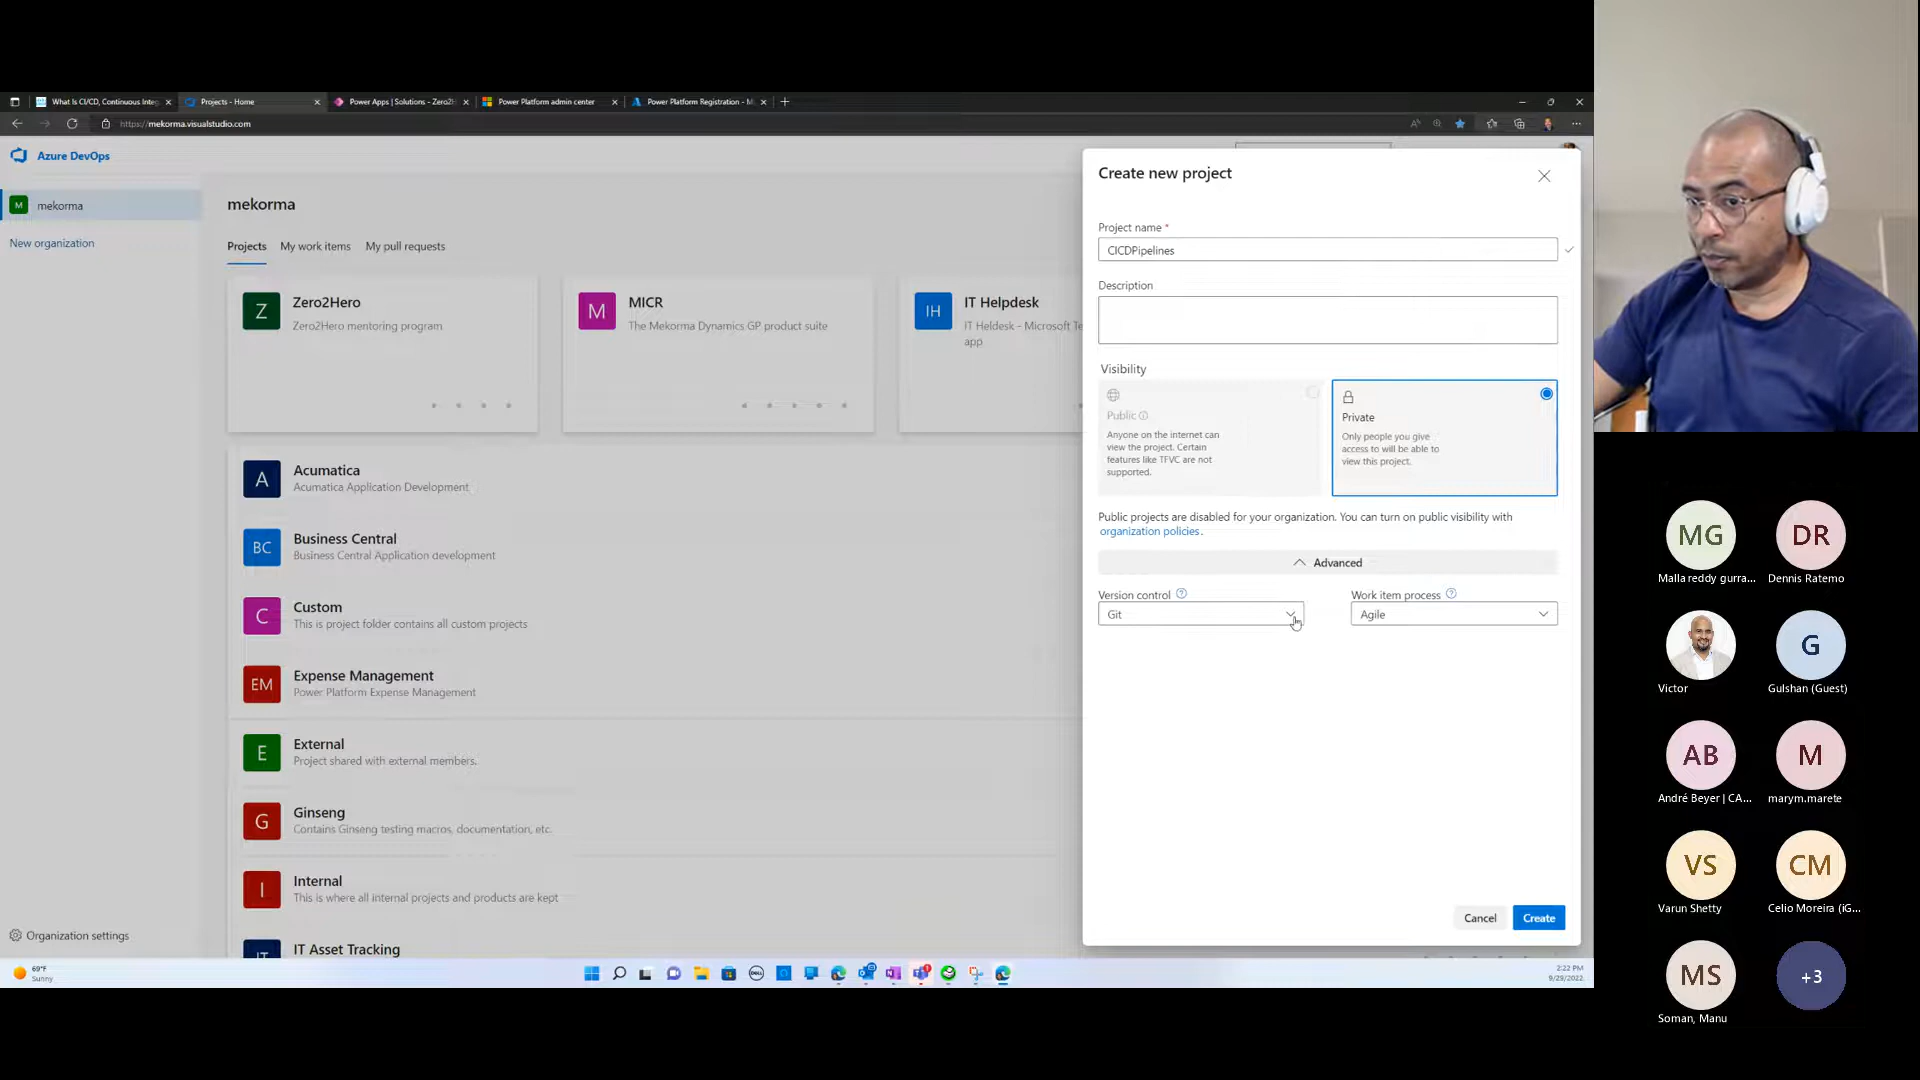 What Is CI/CD, Continuous Integ
Projects - Home
Power Apps | Solutions - Zero2H
Power Platform admin center
Power Platform Registration - M
https://mekorma.visualstudio.com
Azure DevOps
M
mekorma
New organization
Organization settings
mekorma
Projects
My work items
My pull requests
Z
Zero2Hero
Zero2Hero mentoring program
M
MICR
The Mekorma Dynamics GP product suite
IH
IT Helpdesk
IT Heldesk - Microsoft Te
app
A
Acumatica
Acumatica Application Development
BC
Business Central
Business Central Application development
C
Custom
This is project folder contains all custom projects
EM
Expense Management
Power Platform Expense Management
E
External
Project shared with external members.
G
Ginseng
Contains Ginseng testing macros, documentation, etc.
I
Internal
This is where all internal projects and products are kept
IT
IT Asset Tracking
Create new project
Project name *
CICDPipelines
Description
Visibility
Public
Anyone on the internet can
view the project. Certain
features like TFVC are not
supported.
Private
Only people you give
access to will be able to
view this project.
Public projects are disabled for your organization. You can turn on public visibility with
organization policies.
Advanced
Version control
Git
Work item process
Agile
Cancel
Create
69°F
Sunny
DELL
2:22 PM
9/29/2022
MG
Malla reddy gurra...
DR
Dennis Ratemo
Victor
G
Gulshan (Guest)
AB
André Beyer | CA...
M
marym.marete
VS
Varun Shetty
CM
Celio Moreira (iG...
MS
Soman, Manu
+3